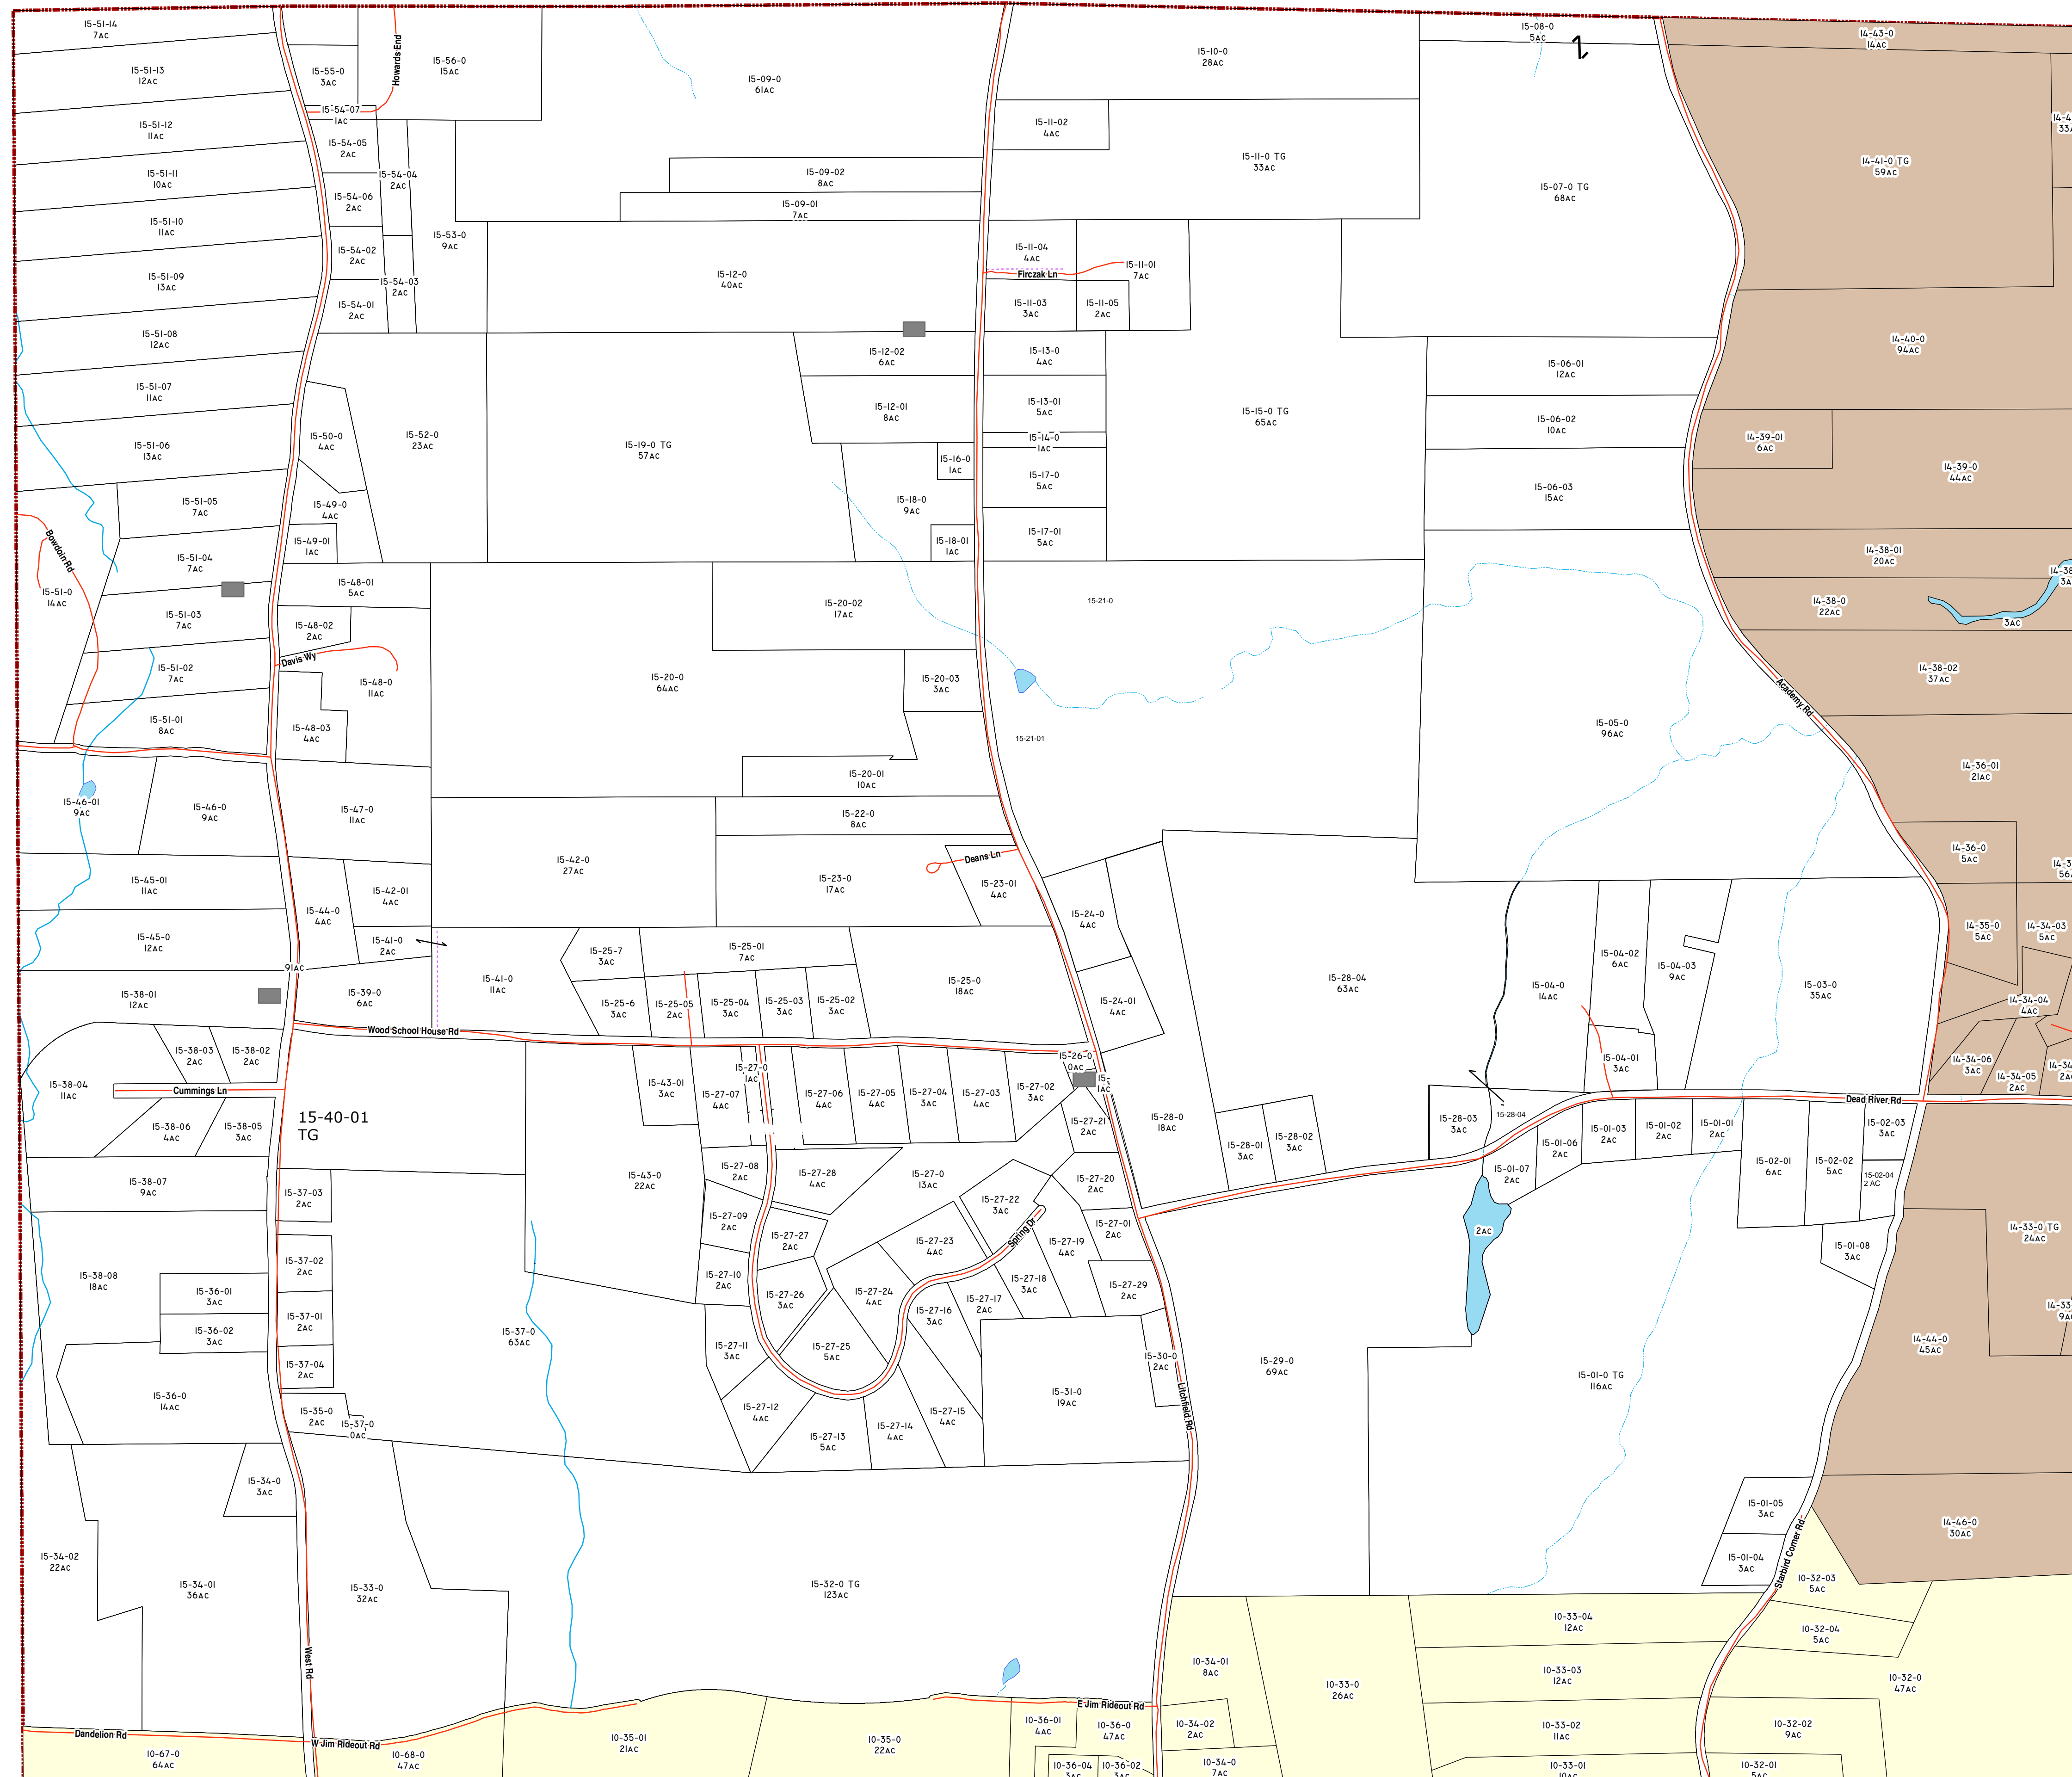 15-51-14
7AC
15-51-13
12AC
15-51-12
11AC
15-51-11
10AC
15-51-10
11AC
15-51-09
13AC
15-51-08
12AC
15-51-07
11AC
15-51-06
13AC
15-51-05
7AC
15-51-04
7AC
15-51-03
7AC
15-51-02
7AC
15-51-01
8AC
Bowdoin Rd
15-51-0
14AC
15-46-01
9AC
15-46-0
9AC
15-45-01
11AC
15-45-0
12AC
91AC
15-38-01
12AC
15-38-03
2AC
15-38-02
2AC
15-38-04
11AC
Cummings Ln
15-38-06
4AC
15-38-05
3AC
15-38-07
9AC
15-38-08
18AC
15-36-01
3AC
15-36-02
3AC
15-36-0
14AC
15-34-0
3AC
15-34-02
22AC
15-34-01
36AC
Dandelion Rd
10-67-0
64AC
West Rd
W Jim Rideout Rd
10-68-0
47AC
Howards End
15-55-0
3AC
15-56-0
15AC
15-54-07
1AC
15-54-05
2AC
15-54-04
2AC
15-54-06
2AC
15-54-02
2AC
15-54-03
2AC
15-54-01
2AC
15-53-0
9AC
15-09-0
61AC
15-09-02
8AC
15-09-01
7AC
15-12-0
40AC
15-12-02
6AC
15-12-01
8AC
15-50-0
4AC
15-52-0
23AC
15-19-0 TG
57AC
15-16-0
1AC
15-18-0
9AC
15-18-01
1AC
15-49-0
4AC
15-49-01
1AC
15-48-01
5AC
15-48-02
2AC
Davis Wy
15-48-0
11AC
15-48-03
4AC
15-20-02
17AC
15-20-0
64AC
15-20-03
3AC
15-20-01
10AC
15-47-0
11AC
15-22-0
8AC
15-42-0
27AC
15-23-0
17AC
Deans Ln
15-23-01
4AC
15-42-01
4AC
15-44-0
4AC
15-41-0
2AC
15-39-0
6AC
15-41-0
11AC
15-25-7
3AC
15-25-01
7AC
15-25-6
3AC
15-25-05
2AC
15-25-04
3AC
15-25-03
3AC
15-25-02
3AC
15-25-0
18AC
Wood School House Rd
15-24-0
4AC
15-24-01
4AC
15-26-0
0AC
15-
1AC
15-40-01
TG
15-43-01
3AC
15-27-0
1AC
15-27-07
4AC
15-27-06
4AC
15-27-05
4AC
15-27-04
3AC
15-27-03
4AC
15-27-02
3AC
15-27-21
2AC
15-43-0
22AC
15-27-08
2AC
15-27-28
4AC
15-27-0
13AC
15-27-20
2AC
15-27-22
3AC
15-27-09
2AC
15-27-27
2AC
15-27-23
4AC
Spring Dr
15-27-19
4AC
15-27-01
2AC
15-27-10
2AC
15-27-26
3AC
15-27-24
4AC
15-27-18
3AC
15-27-17
2AC
15-27-29
2AC
15-27-16
3AC
15-27-11
3AC
15-27-25
5AC
15-27-12
4AC
15-27-13
5AC
15-27-14
4AC
15-27-15
4AC
15-37-03
2AC
15-37-02
2AC
15-37-01
2AC
15-37-04
2AC
15-35-0
2AC
15-37-0
0AC
15-37-0
63AC
15-30-0
2AC
15-31-0
19AC
Litchfield Rd
15-29-0
69AC
15-33-0
32AC
15-32-0 TG
123AC
E Jim Rideout Rd
10-35-01
21AC
10-35-0
22AC
10-36-01
4AC
10-36-0
47AC
10-36-04
3AC
10-36-02
3AC
10-34-01
8AC
10-34-02
2AC
10-34-0
7AC
10-33-0
26AC
10-33-04
12AC
10-33-03
12AC
10-33-02
11AC
10-33-01
10AC
10-32-03
5AC
10-32-04
5AC
10-32-0
47AC
10-32-02
9AC
10-32-01
5AC
15-10-0
28AC
15-08-0
5AC
15-11-02
4AC
15-11-0 TG
33AC
15-07-0 TG
68AC
15-11-04
4AC
Firczak Ln
15-11-01
7AC
15-11-03
3AC
15-11-05
2AC
15-13-0
4AC
15-13-01
5AC
15-14-0
1AC
15-17-0
5AC
15-17-01
5AC
15-15-0 TG
65AC
15-06-01
12AC
15-06-02
10AC
15-06-03
15AC
15-21-0
15-21-01
15-05-0
96AC
Academy Rd
15-28-04
63AC
15-04-0
14AC
15-04-02
6AC
15-04-03
9AC
15-03-0
35AC
15-04-01
3AC
Dead River Rd
15-28-0
18AC
15-28-01
3AC
15-28-02
3AC
15-28-03
3AC
15-28-04
15-01-07
2AC
15-01-06
2AC
15-01-03
2AC
15-01-02
2AC
15-01-01
2AC
15-02-03
3AC
15-02-01
6AC
15-02-02
5AC
15-02-04
2 AC
2AC
15-01-08
3AC
15-01-0 TG
116AC
15-01-05
3AC
15-01-04
3AC
Starbird Corner Rd
14-43-0
14AC
14-41-0 TG
59AC
14-40-0
94AC
14-39-01
6AC
14-39-0
44AC
14-38-01
20AC
14-38-0
22AC
3AC
14-38-02
37AC
14-36-01
21AC
14-36-0
5AC
14-35-0
5AC
14-34-03
5AC
14-34-04
4AC
14-34-06
3AC
14-34-05
2AC
14-33-0 TG
24AC
14-44-0
45AC
14-46-0
30AC